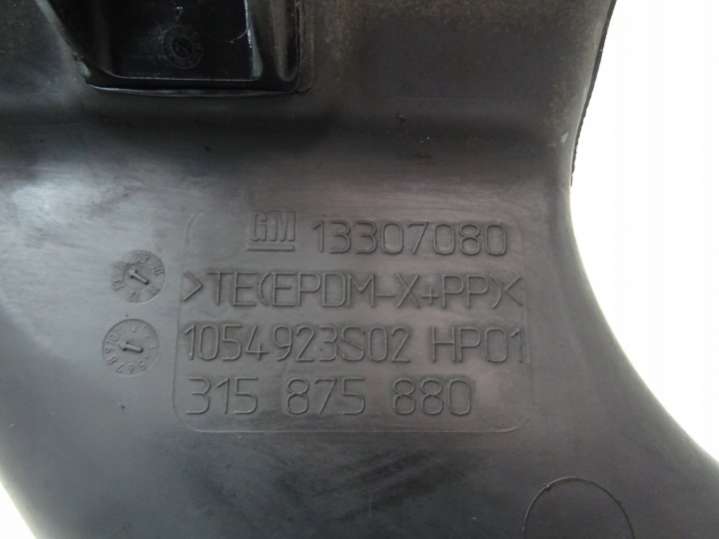 GM 13307080
>TE(EPDM-X+PP)<
1054923S02 HP01
315 875 880